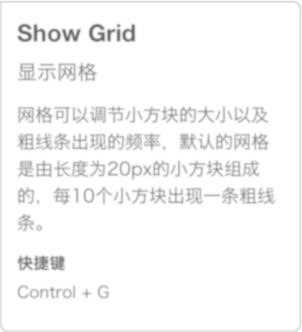 Show Grid
显示网格
网格可以调节小方块的大小以及
粗线条出现的频率，默认的网格
是由长度为20px的小方块组成
的，每10个小方块出现一条粗线
条。
快捷键
Control + G